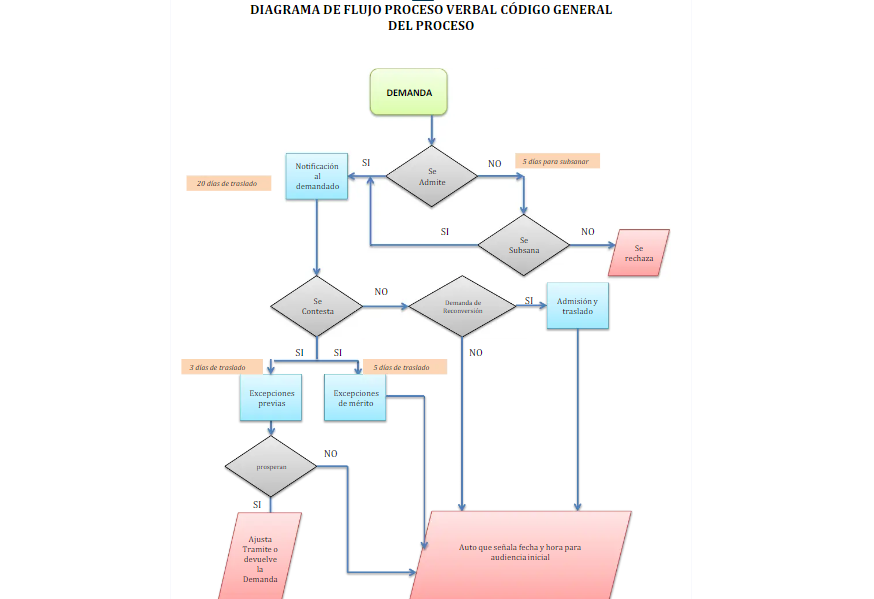 DIAGRAMA DE FLUJO PROCESO VERBAL CÓDIGO GENERAL
DEL PROCESO
DEMANDA
Se
Admite
SI
NO
5 días para subsanar
Notificación
al
demandado
20 días de traslado
Se
Subsana
SI
NO
Se
rechaza
Se
Contesta
NO
Demanda de
Reconversión
SI
Admisión y
traslado
SI
SI
NO
3 días de traslado
5 días de traslado
Excepciones
previas
Excepciones
de mérito
prosperan
NO
SI
Ajusta
Tramite o
devuelve
la
Demanda
Auto que señala fecha y hora para
audiencia inicial